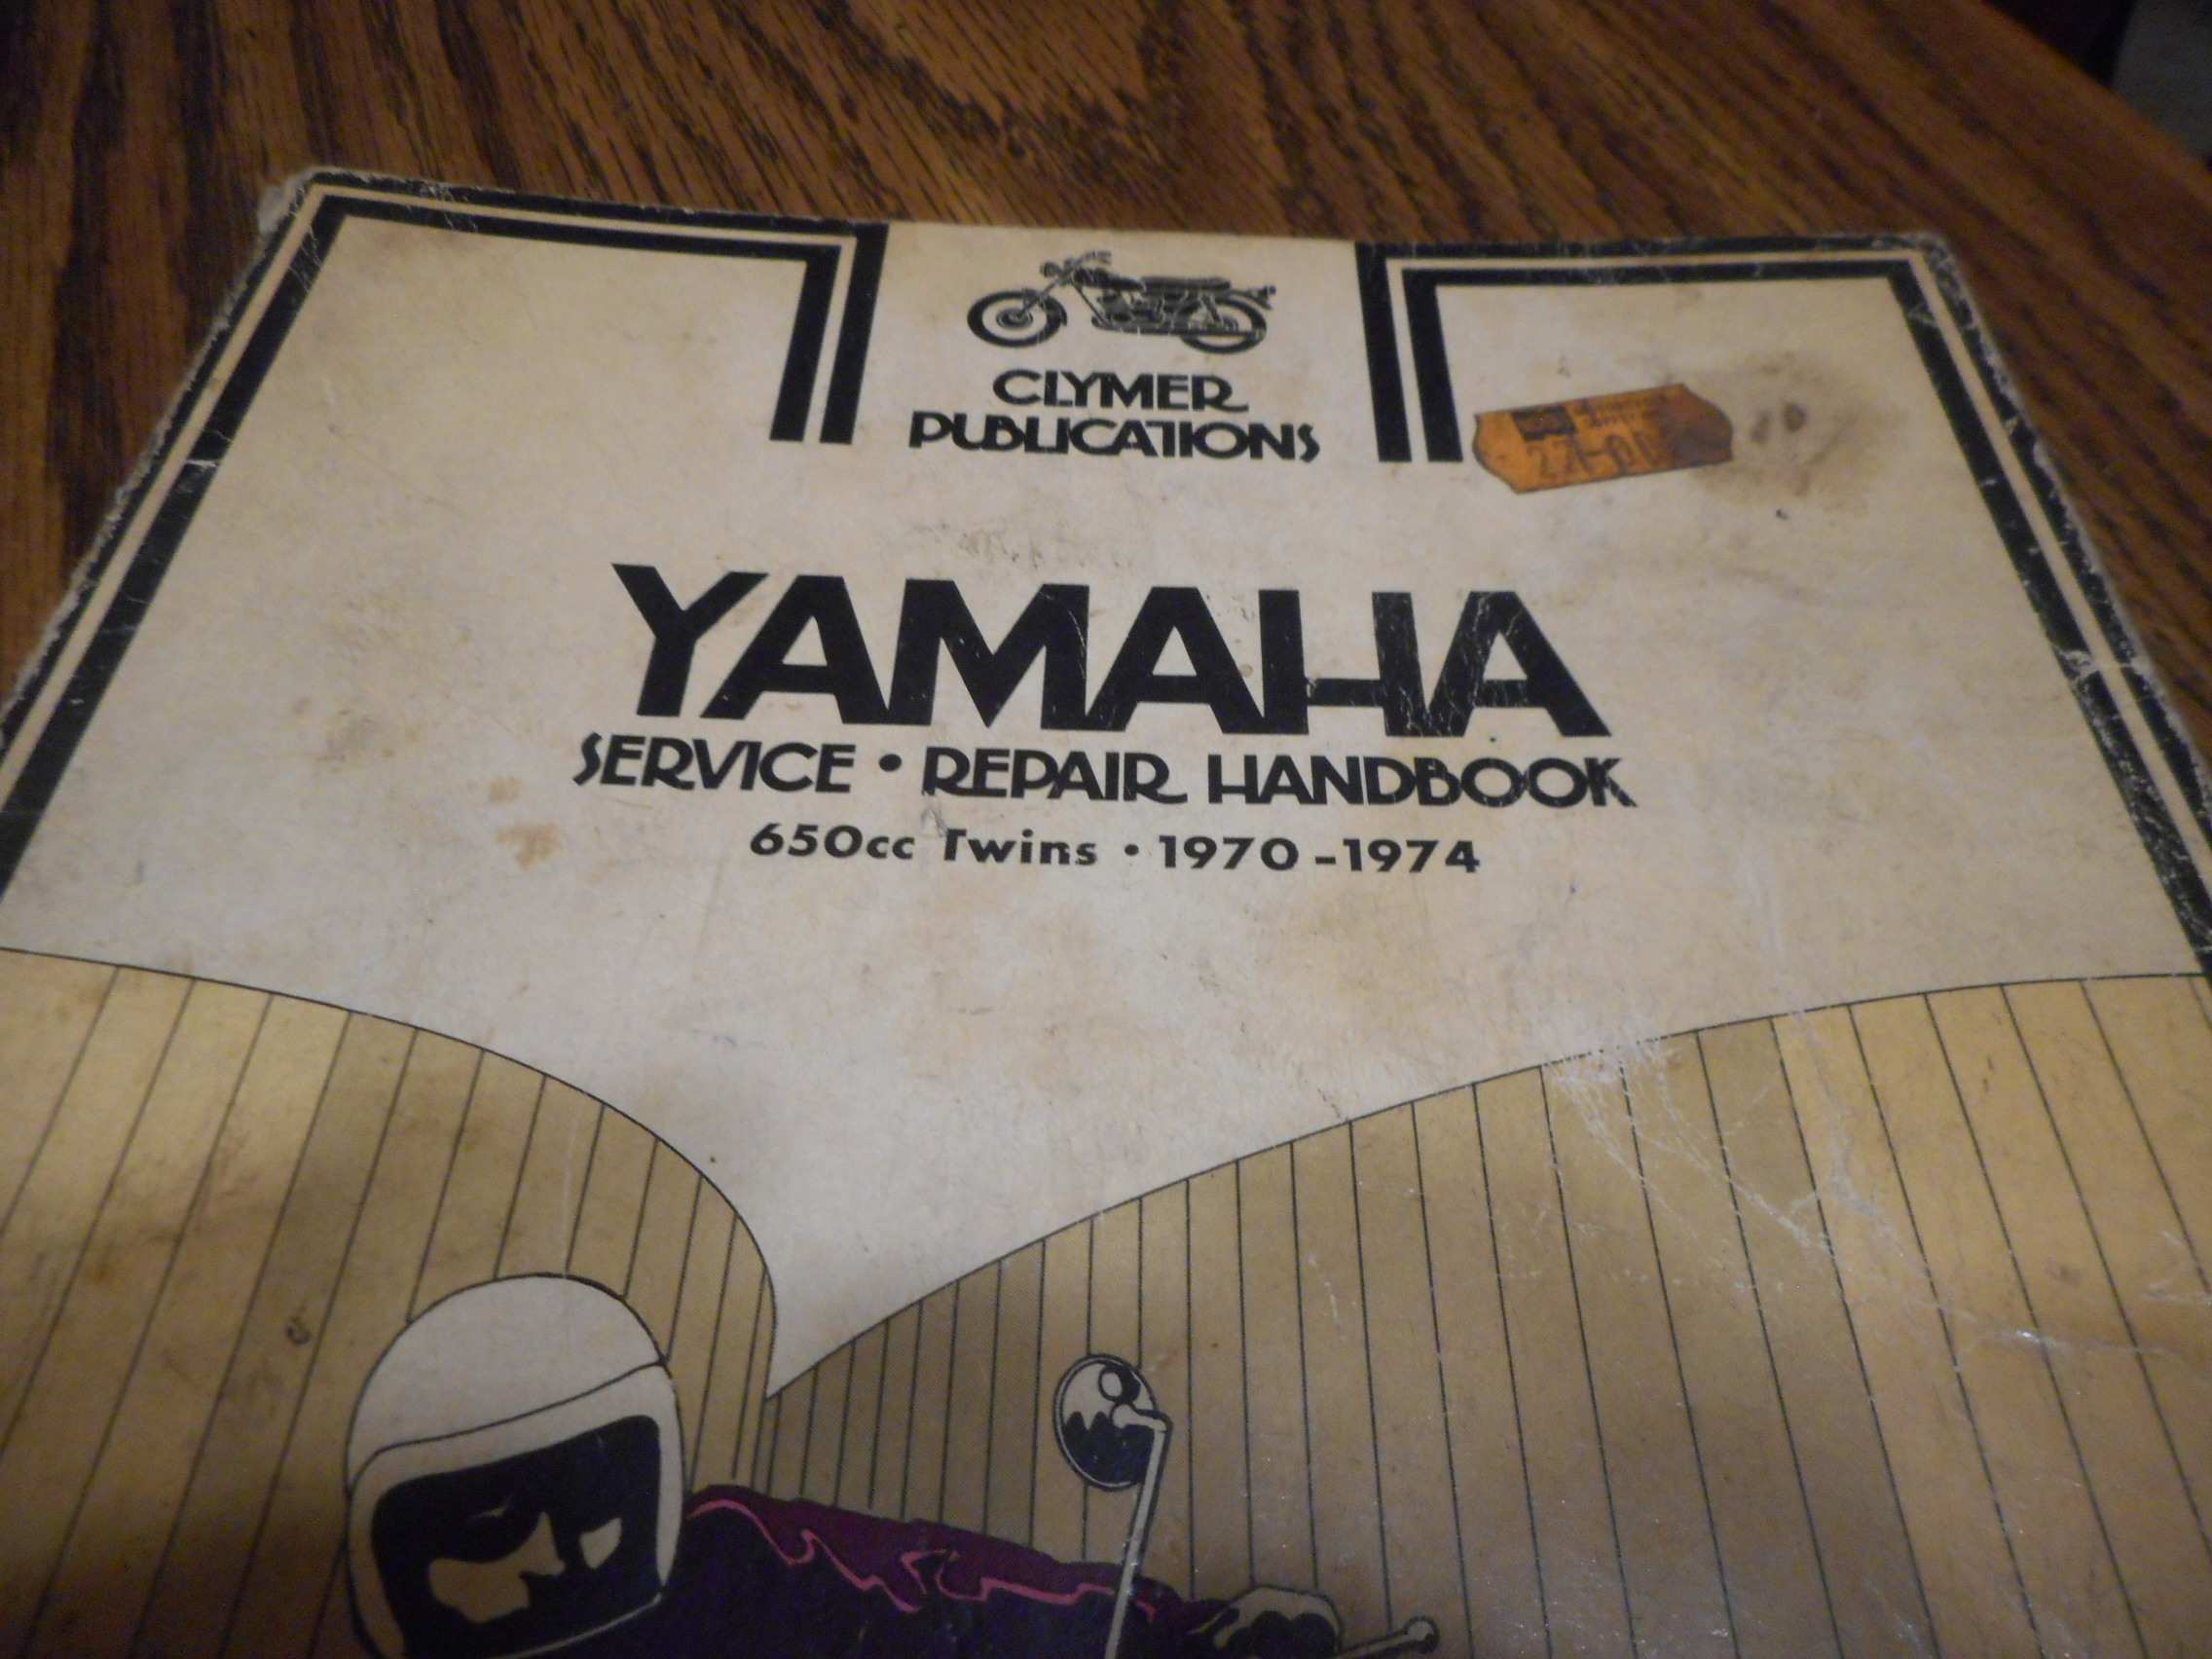 CLYMER
PUBLICATIONS
YAMAHA
SERVICE • REPAIR HANDBOOK
650cc Twins • 1970-1974